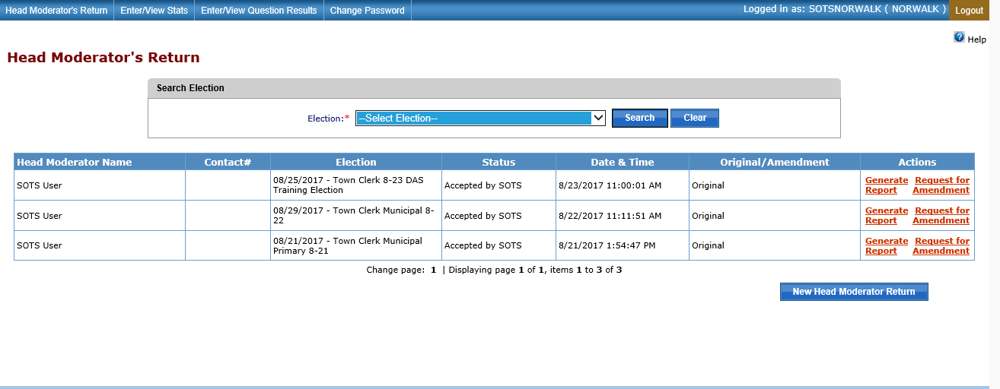 Head Moderator's Return Enter/View Stats Enter/View Question Results Change Password Logged in as: SOTSNORWALK ( NORWALK ) Logout
Help
Head Moderator's Return
Search Election
Election:* --Select Election-- Search Clear
Head Moderator Name Contact# Election Status Date & Time Original/Amendment Actions
SOTS User 08/25/2017 - Town Clerk 8-23 DAS Training Election Accepted by SOTS 8/23/2017 11:00:01 AM Original Generate Report Request for Amendment
SOTS User 08/29/2017 - Town Clerk Municipal 8-22 Accepted by SOTS 8/22/2017 11:11:51 AM Original Generate Report Request for Amendment
SOTS User 08/21/2017 - Town Clerk Municipal Primary 8-21 Accepted by SOTS 8/21/2017 1:54:47 PM Original Generate Report Request for Amendment
Change page: 1 | Displaying page 1 of 1, items 1 to 3 of 3
New Head Moderator Return